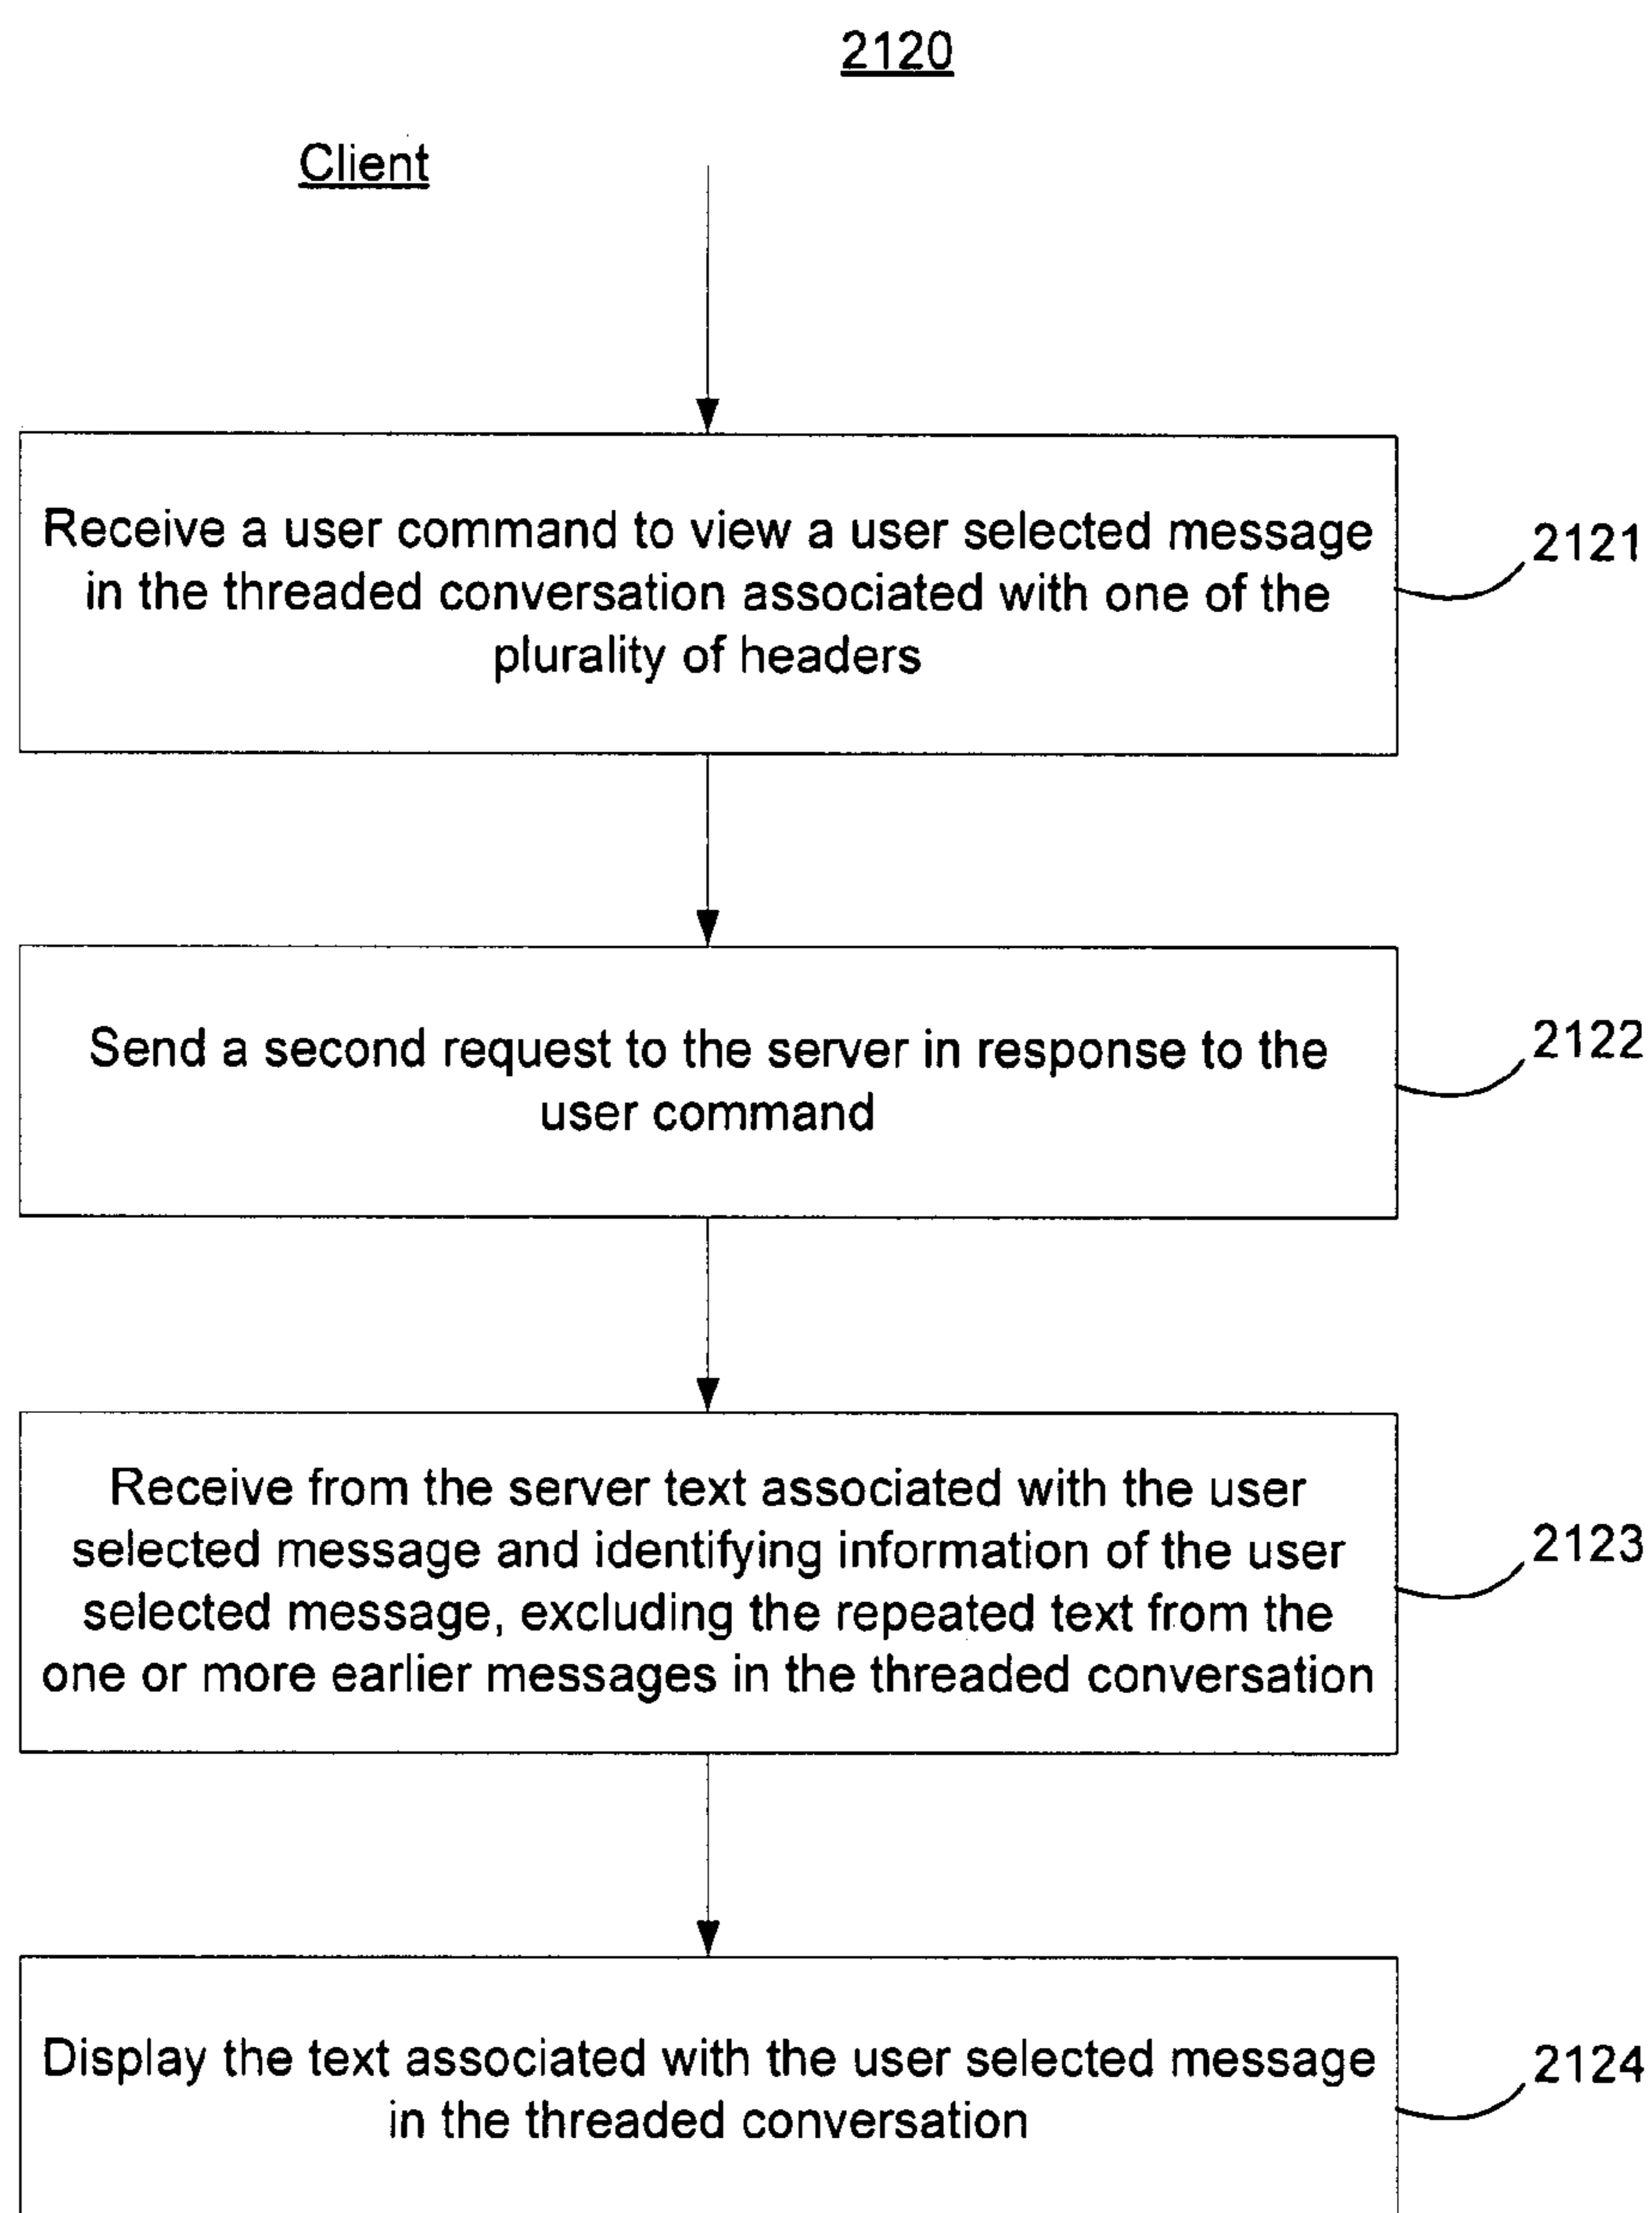 2120
Client
Receive a user command to view a user selected message
in the threaded conversation associated with one of the
plurality of headers
2121
Send a second request to the server in response to the
user command
2122
Receive from the server text associated with the user
selected message and identifying information of the user
selected message, excluding the repeated text from the
one or more earlier messages in the threaded conversation
2123
Display the text associated with the user selected message
in the threaded conversation
2124